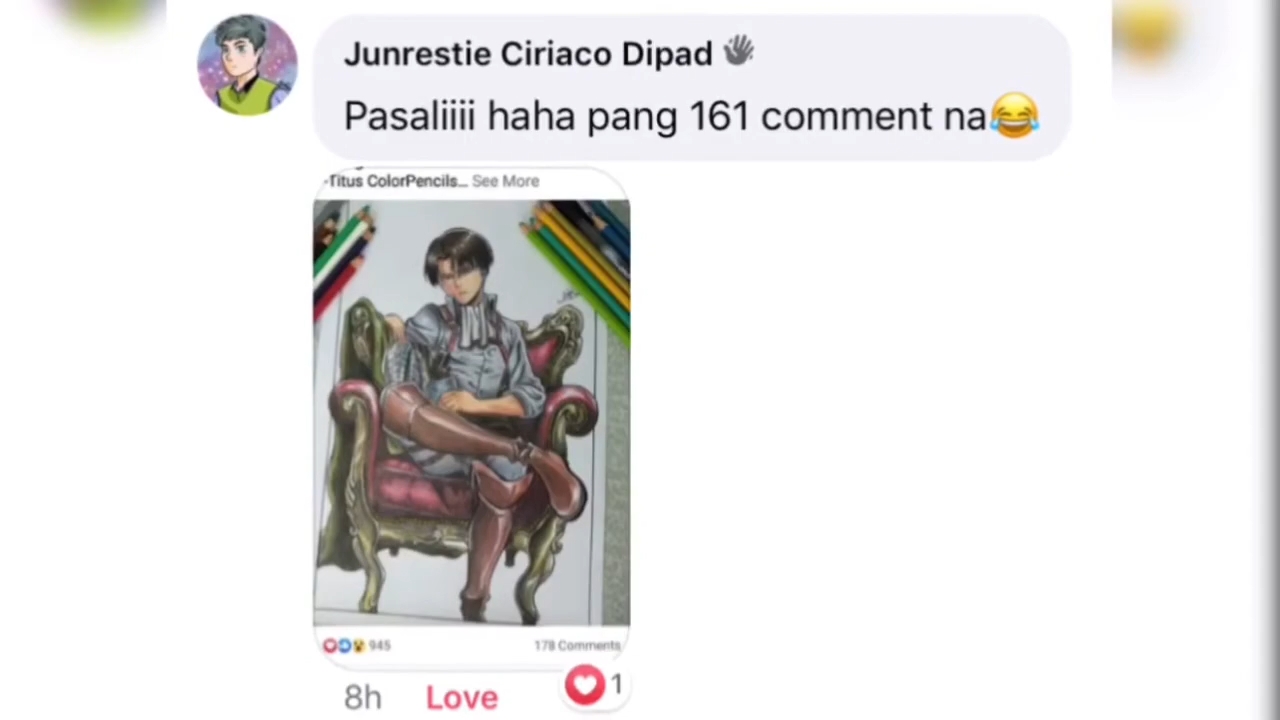 Junrestie Ciriaco Dipad 👋
Pasaliiii haha pang 161 comment na😂
-Titus ColorPencils... See More
945
178 Comments
8h Love 1